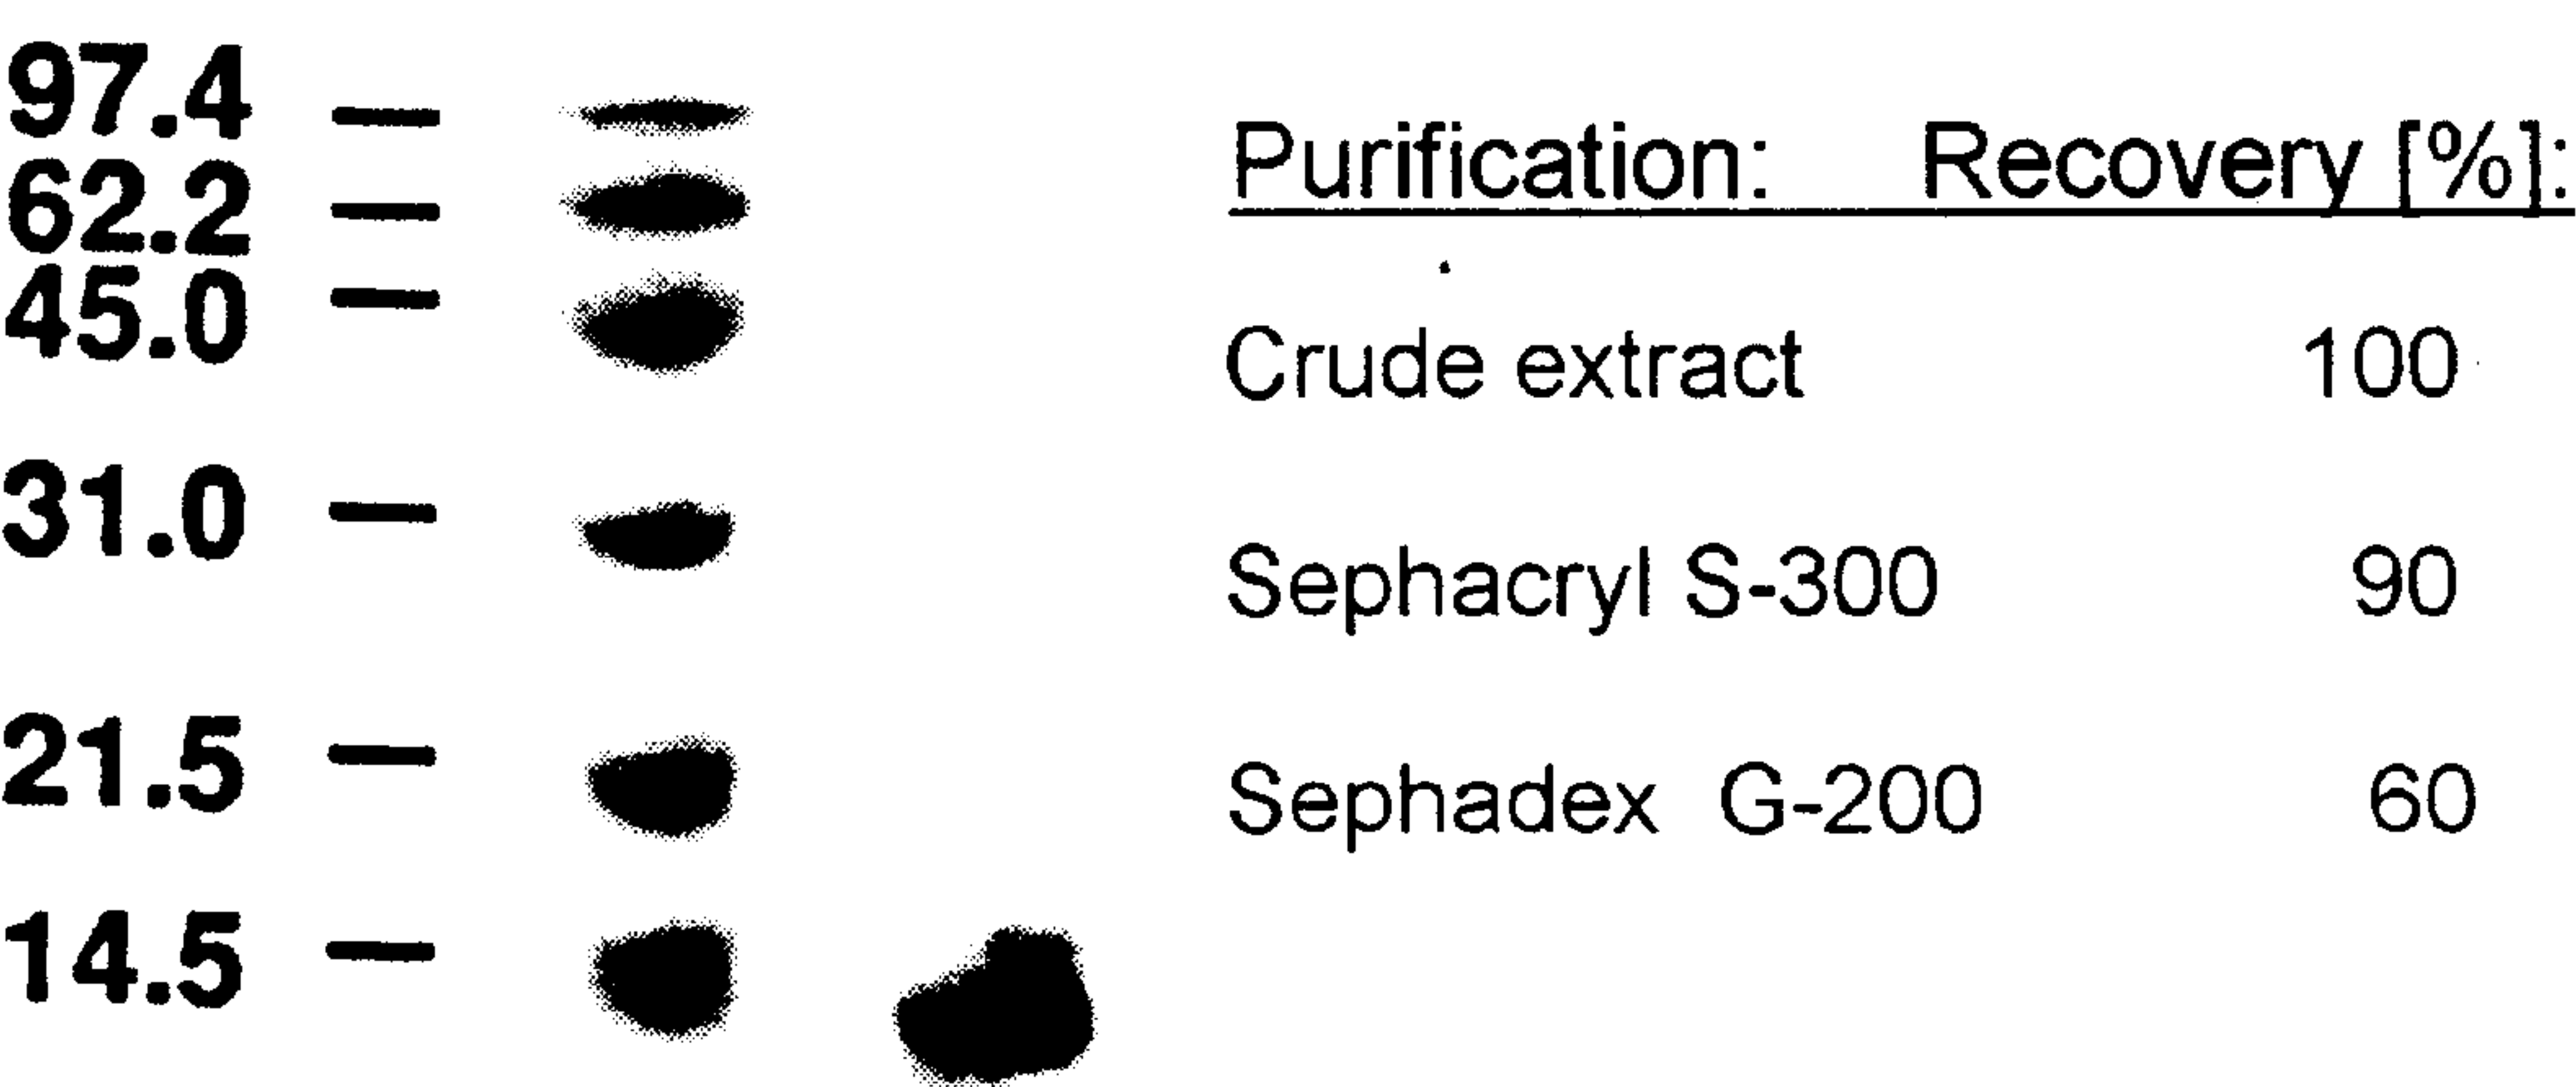 97.4
62.2
45.0
31.0
21.5
14.5
Purification: Recovery [%]:
Crude extract 100
Sephacryl S-300 90
Sephadex G-200 60